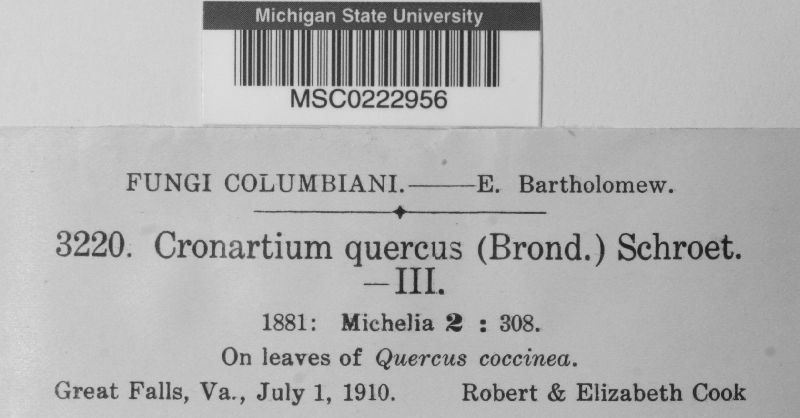 Michigan State University
MSC0222956
FUNGI COLUMBIANI.——E. Bartholomew.
3220. Cronartium quercus (Brond.) Schroet.
—III.
1881: Michelia 2 : 308.
On leaves of Quercus coccinea.
Great Falls, Va., July 1, 1910. Robert & Elizabeth Cook